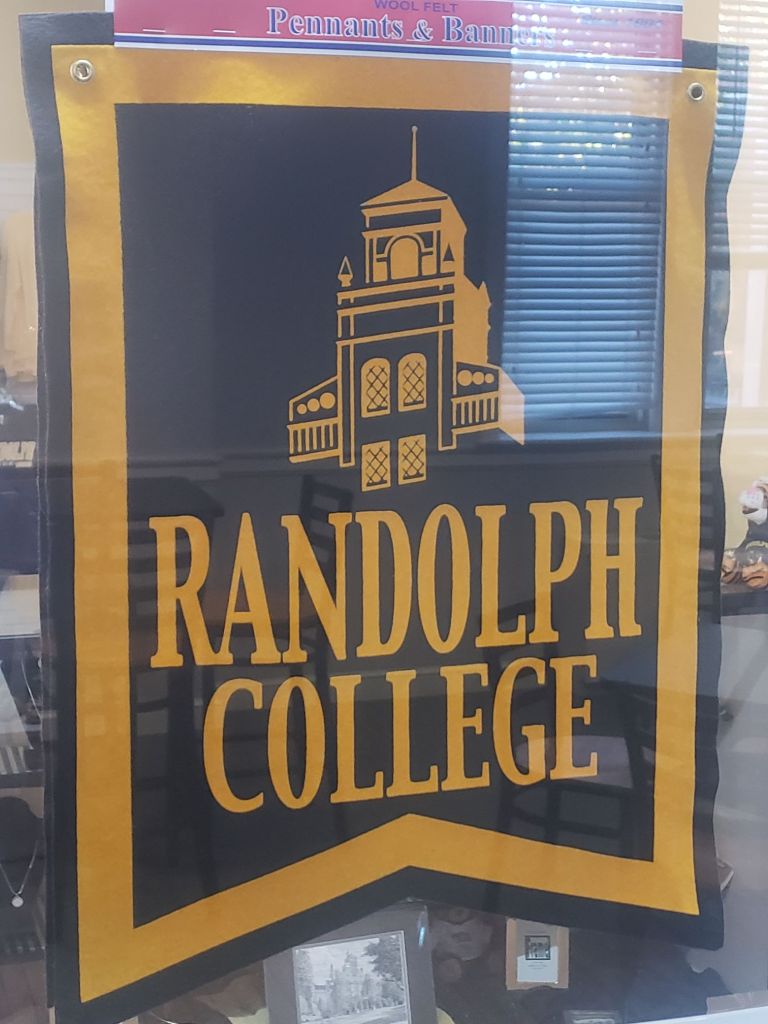 WOOL FELT
Pennants & Banners
RANDOLPH
COLLEGE